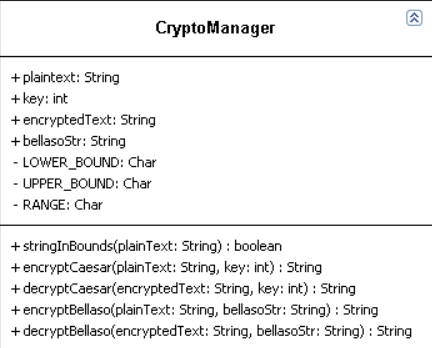 CryptoManager
+ plaintext: String
+ key: int
+ encryptedText: String
+ bellasoStr: String
- LOWER_BOUND: Char
- UPPER_BOUND: Char
- RANGE: Char
+ stringInBounds(plainText: String) : boolean
+ encryptCaesar(plainText: String, key: int) : String
+ decryptCaesar(encryptedText: String, key: int) : String
+ encryptBellaso(plainText: String, bellasoStr: String) : String
+ decryptBellaso(encryptedText: String, bellasoStr: String) : String